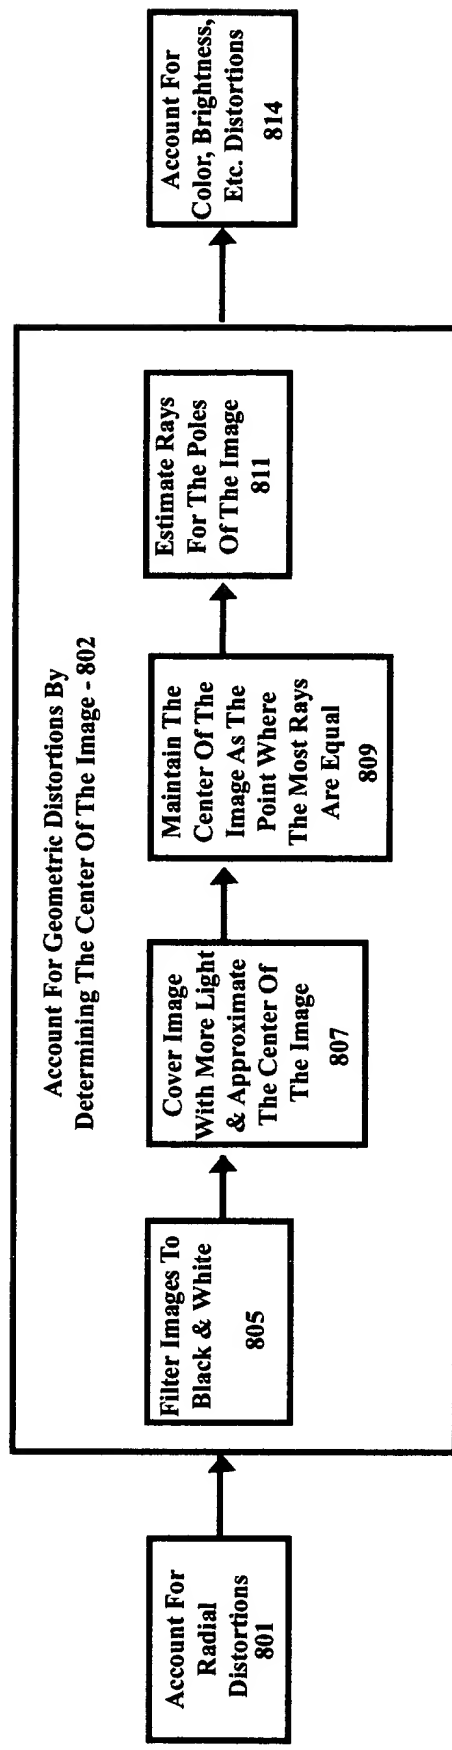 Account For
Radial
Distortions
801
Account For Geometric Distortions By
Determining The Center Of The Image - 802
Filter Images To
Black & White
805
Cover Image
With More Light
& Approximate
The Center Of
The Image
807
Maintain The
Center Of The
Image As The
Point Where
The Most Rays
Are Equal
809
Estimate Rays
For The Poles
Of The Image
811
Account For
Color, Brightness,
Etc. Distortions
814